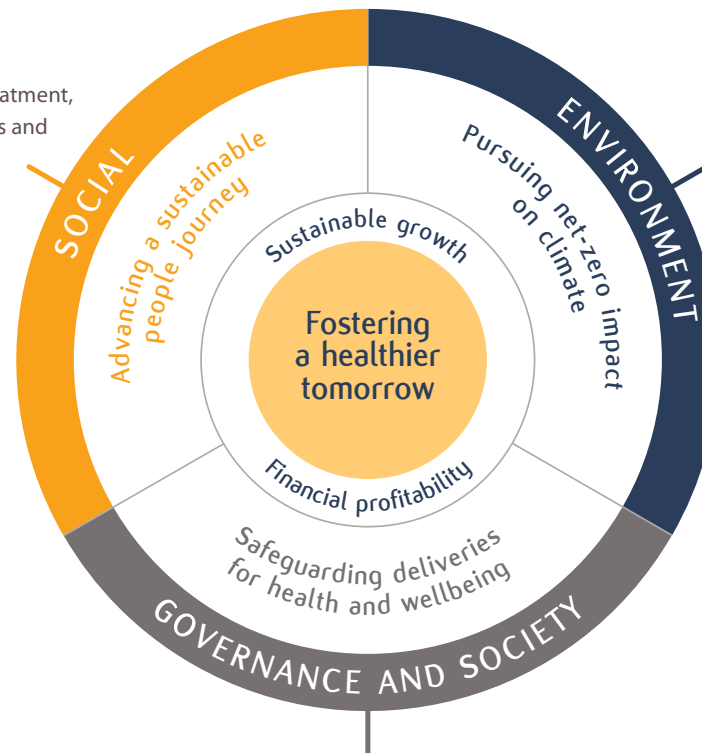 eatment,
s and
SOCIAL
Advancing a sustainable
people journey
ENVIRONMENT
Pursuing net-zero impact
on climate
Sustainable growth
Fostering
a healthier
tomorrow
Financial profitability
Safeguarding deliveries
for health and wellbeing
GOVERNANCE AND SOCIETY